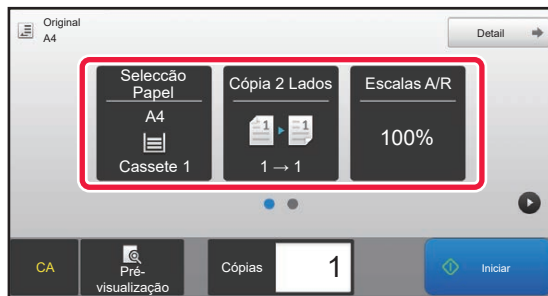 Original
A4
Detail
Seleccão
Papel
A4
Cassete 1
Cópia 2 Lados
1
1
1 → 1
Escalas A/R
100%
CA
Pré-
visualização
Cópias
1
Iniciar